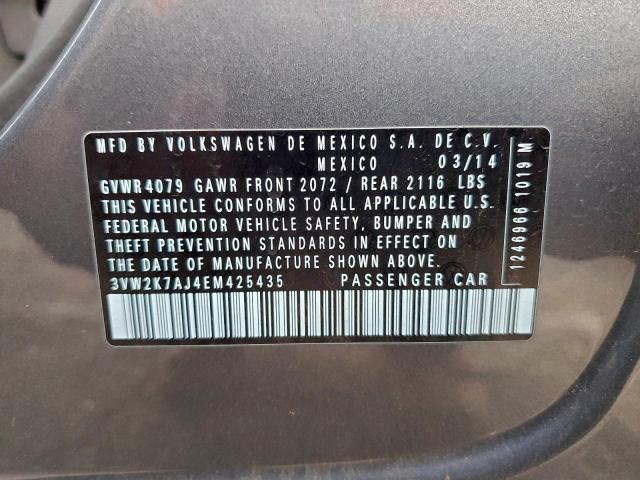 MFD BY VOLKSWAGEN DE MEXICO S.A. DE C.V.
MEXICO 03/14
GVWR4079 GAWR FRONT 2072 / REAR 2116 LBS
THIS VEHICLE CONFORMS TO ALL APPLICABLE U.S.
FEDERAL MOTOR VEHICLE SAFETY, BUMPER AND
THEFT PREVENTION STANDARDS IN EFFECT ON
THE DATE OF MANUFACTURE SHOWN ABOVE.
3VW2K7AJ4EM425435 PASSENGER CAR
1246966 1019 M